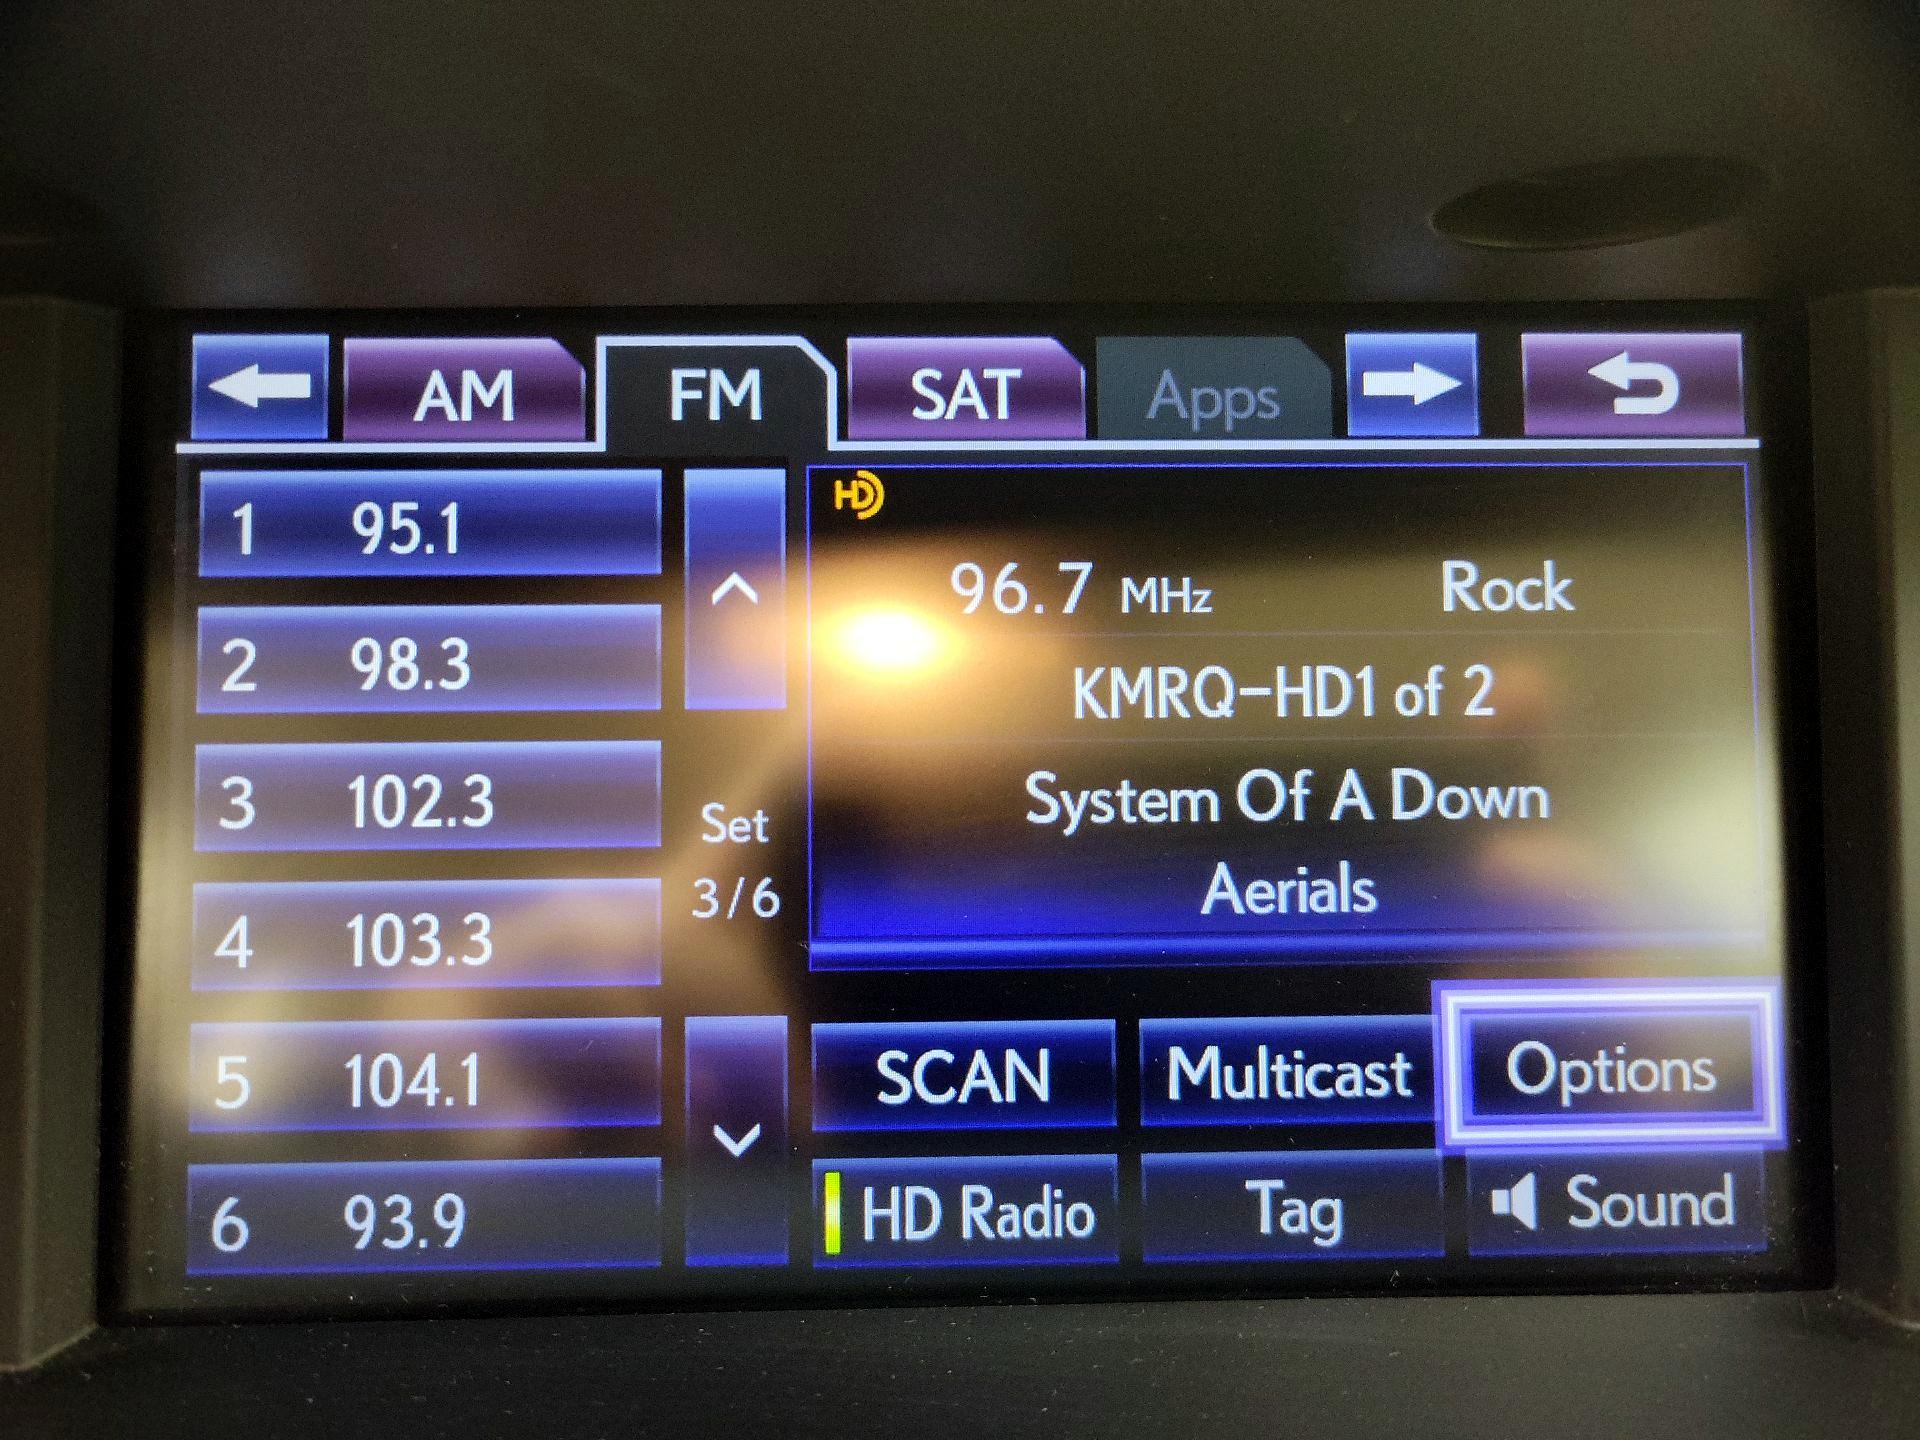 AM FM SAT Apps
1 95.1
2 98.3
3 102.3
4 103.3
5 104.1
6 93.9
Set
3/6
HD
96.7 MHz Rock
KMRQ-HD1 of 2
System Of A Down
Aerials
SCAN Multicast Options
HD Radio Tag Sound